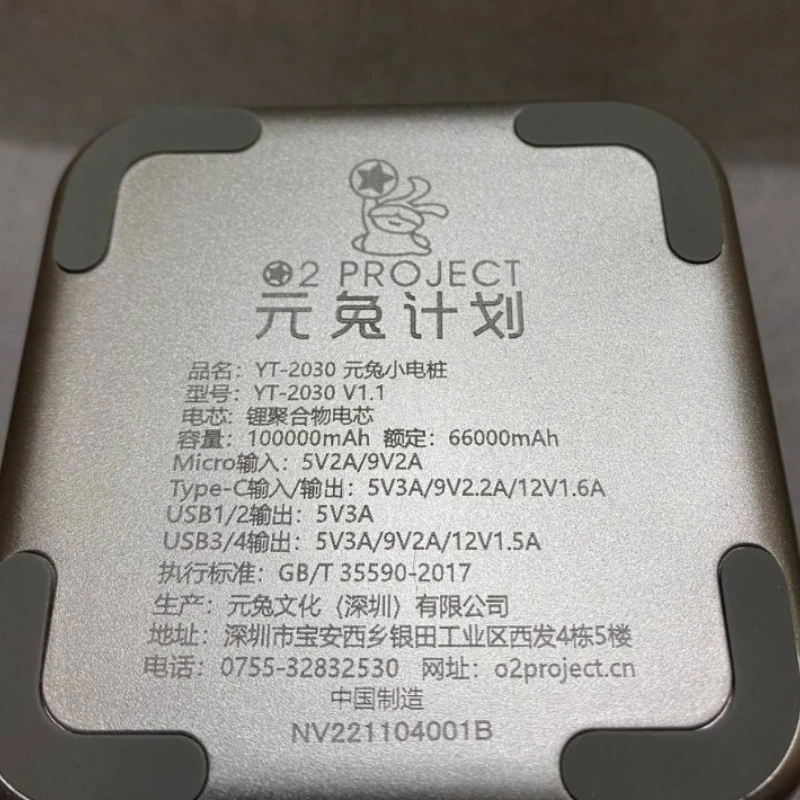 O2 PROJECT
元兔计划
品名：YT-2030 元兔小电桩
型号：YT-2030 V1.1
电芯：锂聚合物电芯
容量：100000mAh 额定：66000mAh
Micro输入：5V2A/9V2A
Type-C输入/输出：5V3A/9V2.2A/12V1.6A
USB1/2输出：5V3A
USB3/4输出：5V3A/9V2A/12V1.5A
执行标准：GB/T 35590-2017
生产：元兔文化（深圳）有限公司
地址：深圳市宝安西乡银田工业区西发4栋5楼
电话：0755-32832530 网址：o2project.cn
中国制造
NV221104001B